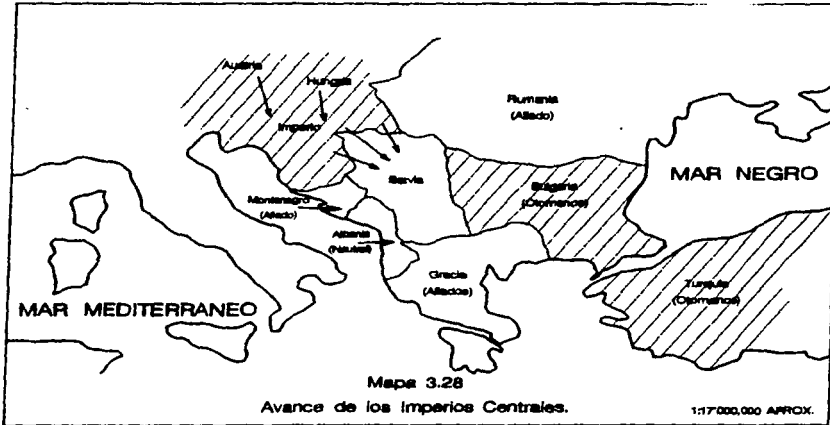 Austria
Hungria
Imperio
Rumania
(Aliado)
Servia
MAR NEGRO
Bulgaria
(Otomanos)
Montenegro
(Aliado)
Albania
(Neutral)
Grecia
(Aliados)
Turquia
(Otomanos)
MAR MEDITERRANEO
Mapa 3.28
Avance de los Imperios Centrales.
1:17'000,000 APROX.